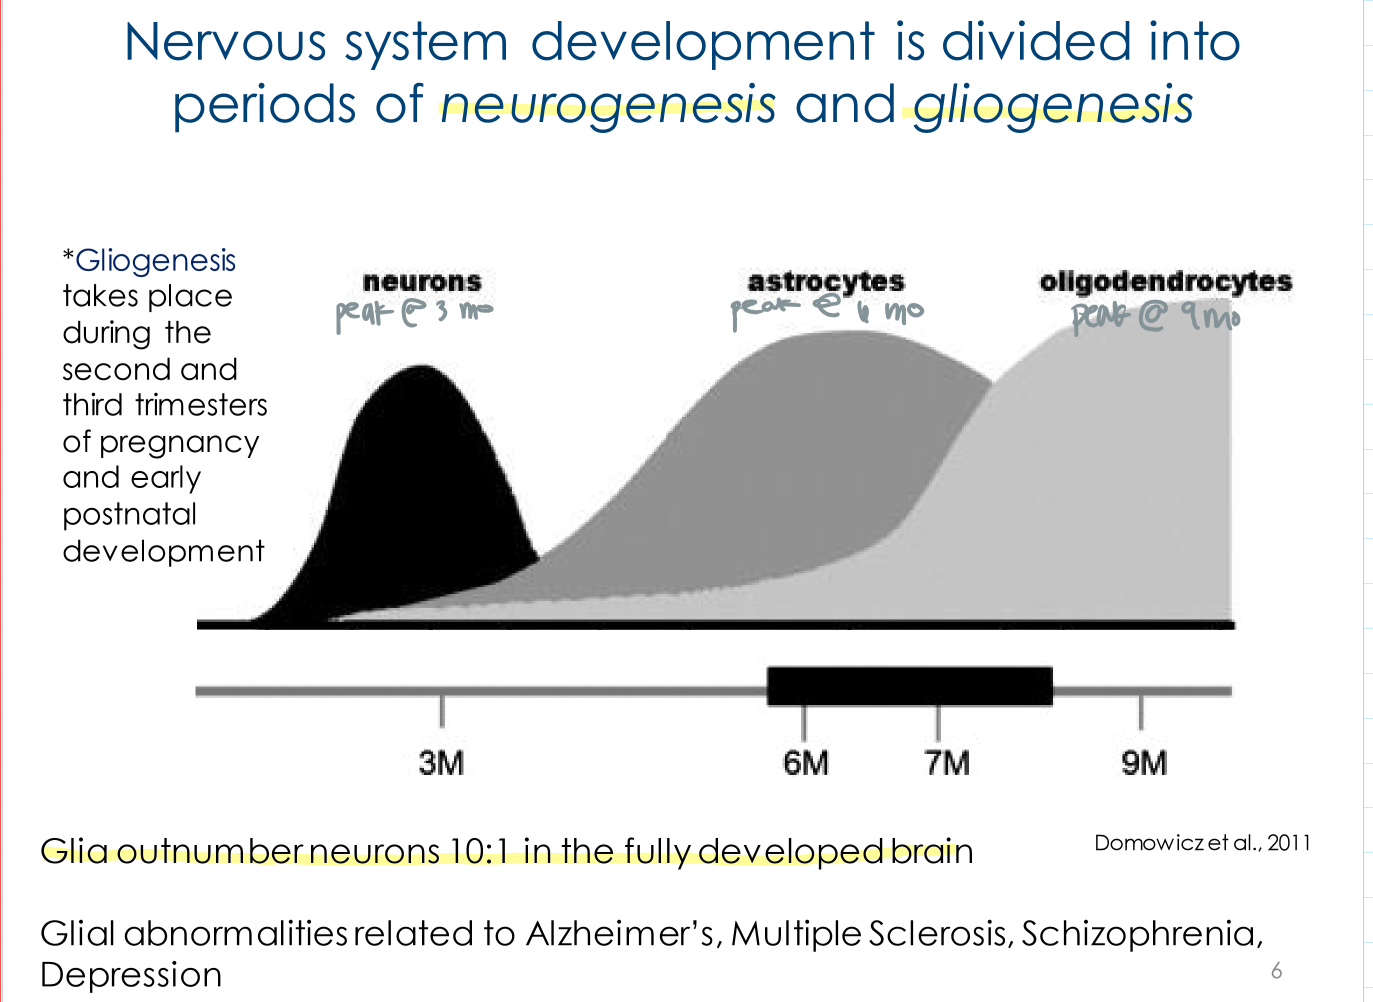 Nervous system development is divided into
periods of neurogenesis and gliogenesis
*Gliogenesis
takes place
during the
second and
third trimesters
of pregnancy
and early
postnatal
development
neurons
peak @ 3 mo
astrocytes
peak @ 6 mo
oligodendrocytes
peak @ 9 mo
3M
6M
7M
9M
Glia outnumber neurons 10:1 in the fully developed brain
Domowicz et al., 2011
Glial abnormalities related to Alzheimer's, Multiple Sclerosis, Schizophrenia,
Depression
6